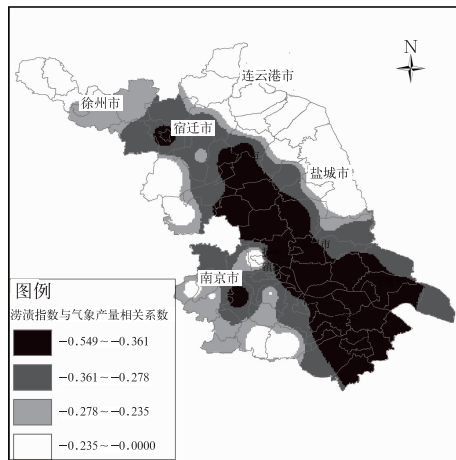 N
连云港市
徐州市
宿迁市
盐城市
南京市
图例
涝渍指数与气象产量相关系数
-0.549~-0.361
-0.361~-0.278
-0.278~-0.235
-0.235~-0.0000